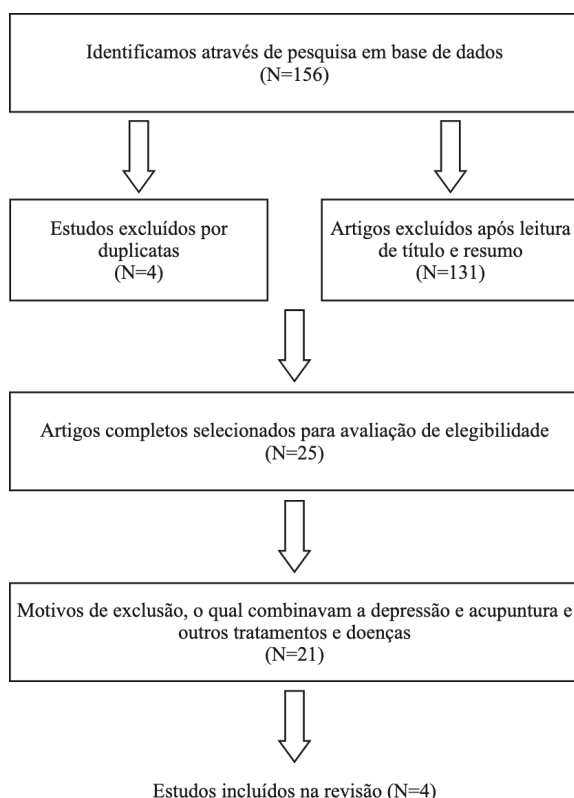 Identificamos através de pesquisa em base de dados
(N=156)
Estudos excluídos por
duplicatas
(N=4)
Artigos excluídos após leitura
de título e resumo
(N=131)
Artigos completos selecionados para avaliação de elegibilidade
(N=25)
Motivos de exclusão, o qual combinavam a depressão e acupuntura e
outros tratamentos e doenças
(N=21)
Estudos incluídos na revisão (N=4)